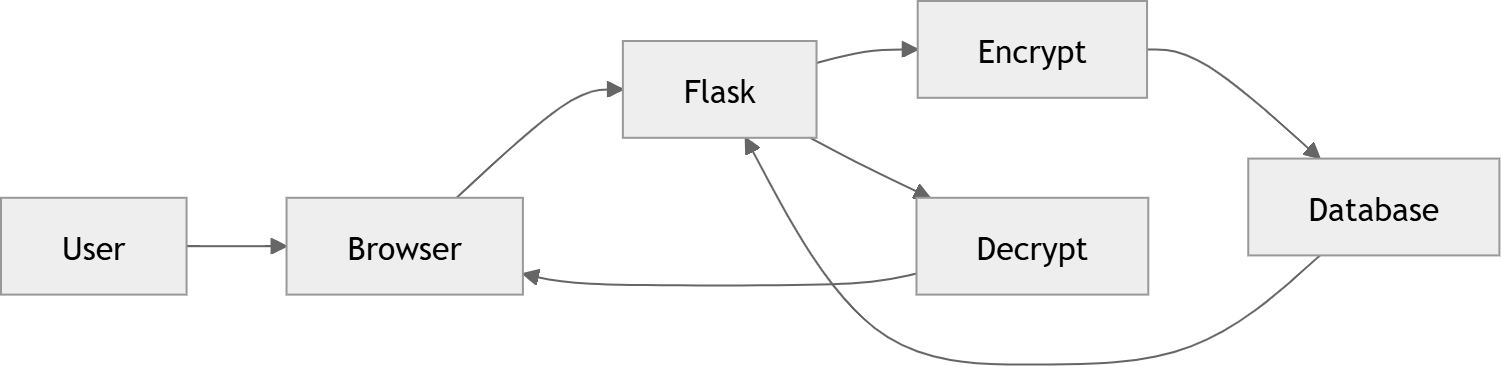 User
Browser
Flask
Encrypt
Decrypt
Database